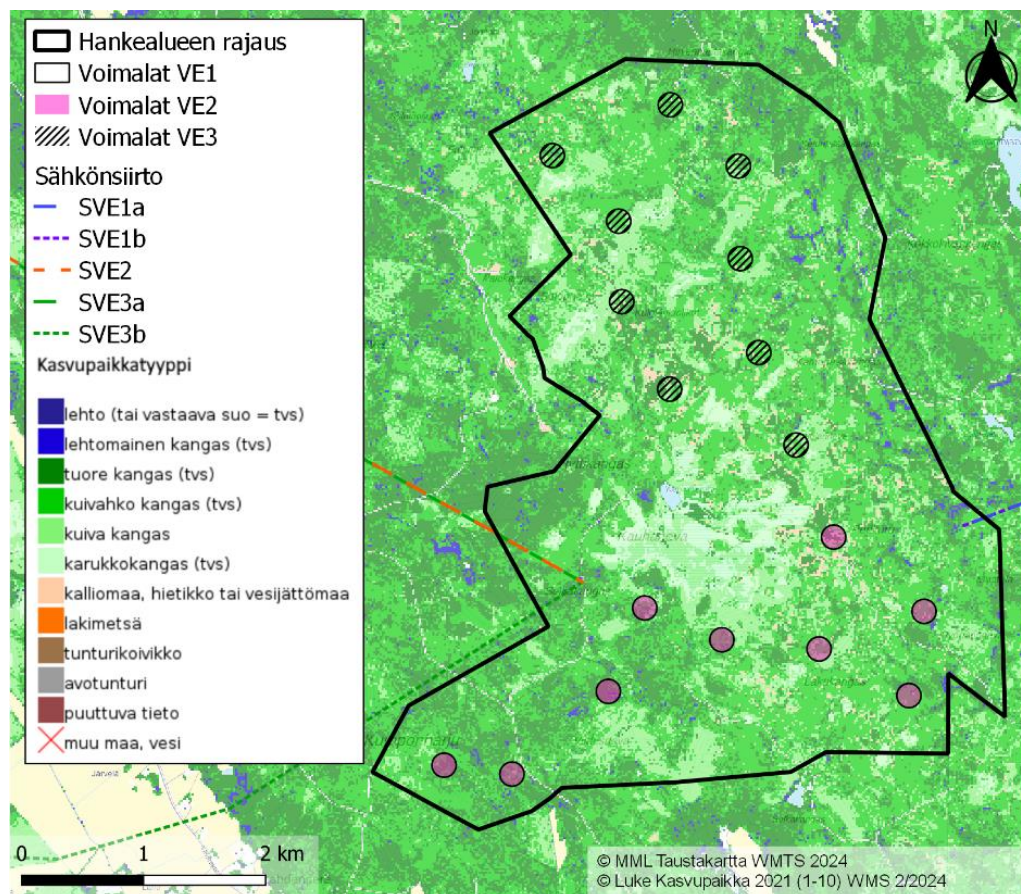 Hankealueen rajaus
Voimalat VE1
Voimalat VE2
Voimalat VE3
Sähkönsiirto
SVE1a
SVE1b
SVE2
SVE3a
SVE3b
Kasvupaikkatyyppi
lehto (tai vastaava suo = tvs)
lehtomainen kangas (tvs)
tuore kangas (tvs)
kuivahko kangas (tvs)
kuiva kangas
karukkokangas (tvs)
kalliomaa, hietikko tai vesijättömaa
lakimetsä
tunturikoivikko
avotunturi
puuttuva tieto
muu maa, vesi
N
Järvelä
0 1 2 km
© MML Taustakartta WMTS 2024
© Luke Kasvupaikka 2021 (1-10) WMS 2/2024